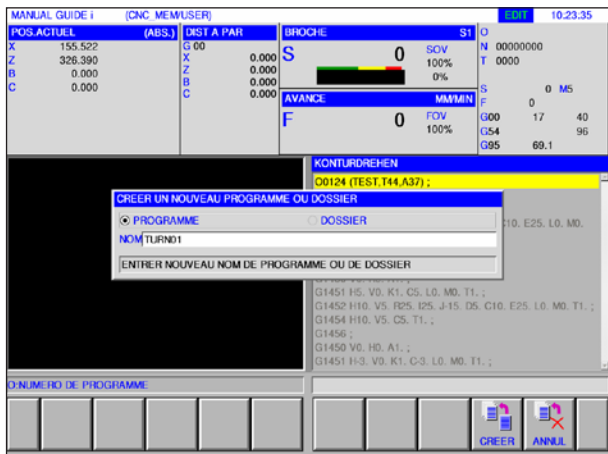 MANUAL GUIDE i (CNC_MEM/USER) EDIT 10:23:35
POS.ACTUEL (ABS.) DIST A PAR BROCHE S1 O
X 155.522 G 00 S 0 SOV 100% 0% N 00000000
Z 326.390 X 0.000 T 0000
B 0.000 Z 0.000
C 0.000 B 0.000 S 0 M5
C 0.000 AVANCE MM/MIN F 0
F 0 FOV 100% G00 17 40
G54 96
G95 69.1
KONTURDREHEN
O0124 (TEST,T44,A37) ;
CREER UN NOUVEAU PROGRAMME OU DOSSIER
PROGRAMME DOSSIER
C10. E25. L0. M0.
NOM TURN01
ENTRER NOUVEAU NOM DE PROGRAMME OU DE DOSSIER
G1451 H5. V0. K1. C5. L0. M0. T1. ;
G1452 H10. V5. R25. I25. J-15. D5. C10. E25. L0. M0. T1. ;
G1454 H10. V5. C5. T1. ;
G1456 ;
G1450 V0. H0. A1. ;
G1451 H-3. V0. K1. C-3. L0. M0. T1. ;
O:NUMERO DE PROGRAMME
CREER ANNUL